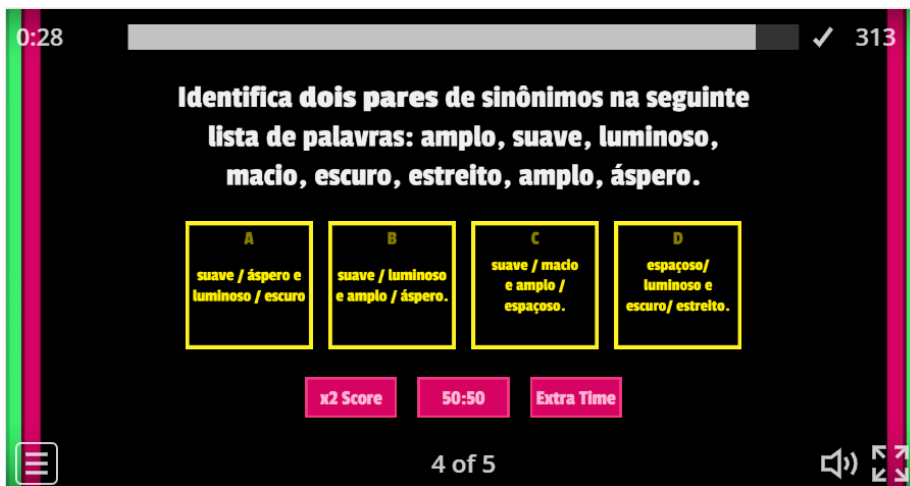 0:28
✓ 313
Identifica dois pares de sinônimos na seguinte
lista de palavras: amplo, suave, luminoso,
macio, escuro, estreito, amplo, áspero.
A
suave / áspero e
luminoso / escuro
B
suave / luminoso
e amplo / áspero.
C
suave / macio
e amplo /
espaçoso.
D
espaçoso/
luminoso e
escuro/ estreito.
x2 Score
50:50
Extra Time
4 of 5